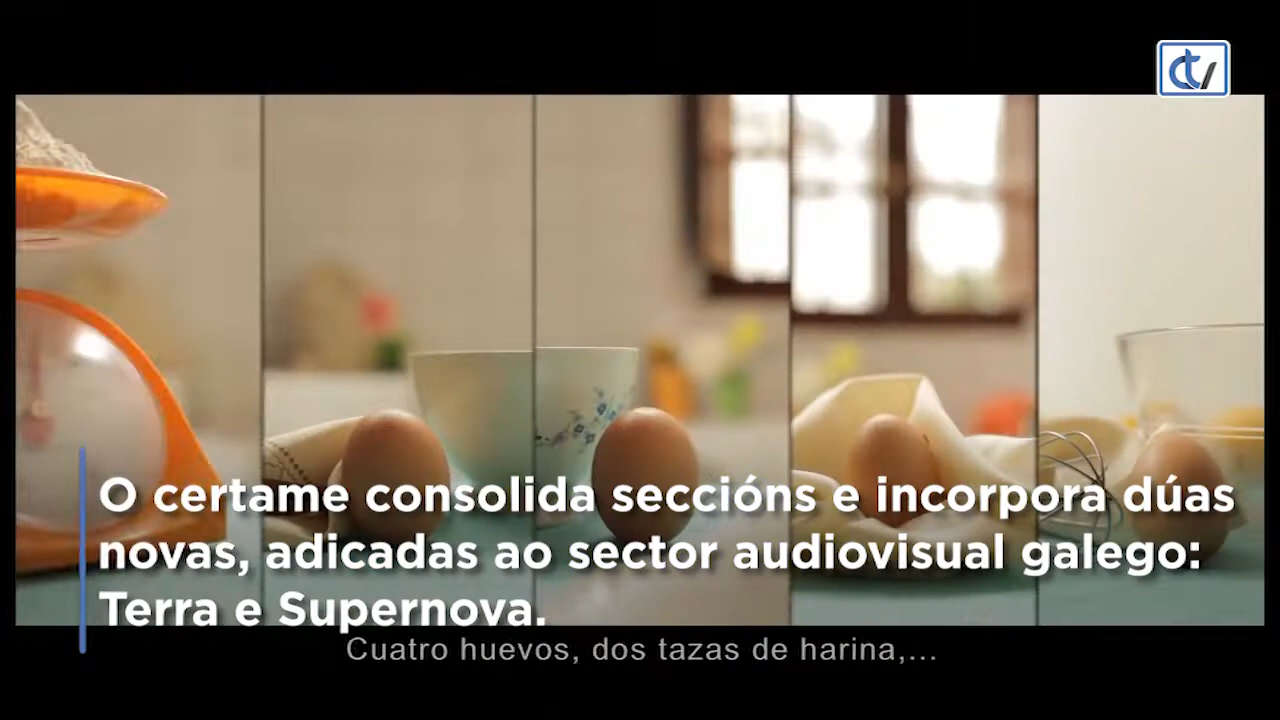 O certame consolida seccións e incorpora dúas
novas, adicadas ao sector audiovisual galego:
Terra e Supernova.
Cuatro huevos, dos tazas de harina,...